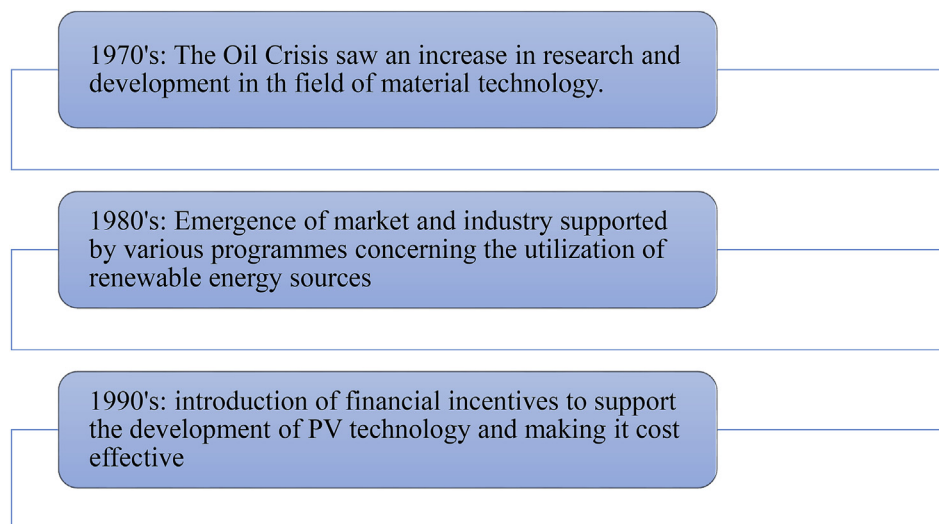 1970's: The Oil Crisis saw an increase in research and
development in th field of material technology.
1980's: Emergence of market and industry supported
by various programmes concerning the utilization of
renewable energy sources
1990's: introduction of financial incentives to support
the development of PV technology and making it cost
effective